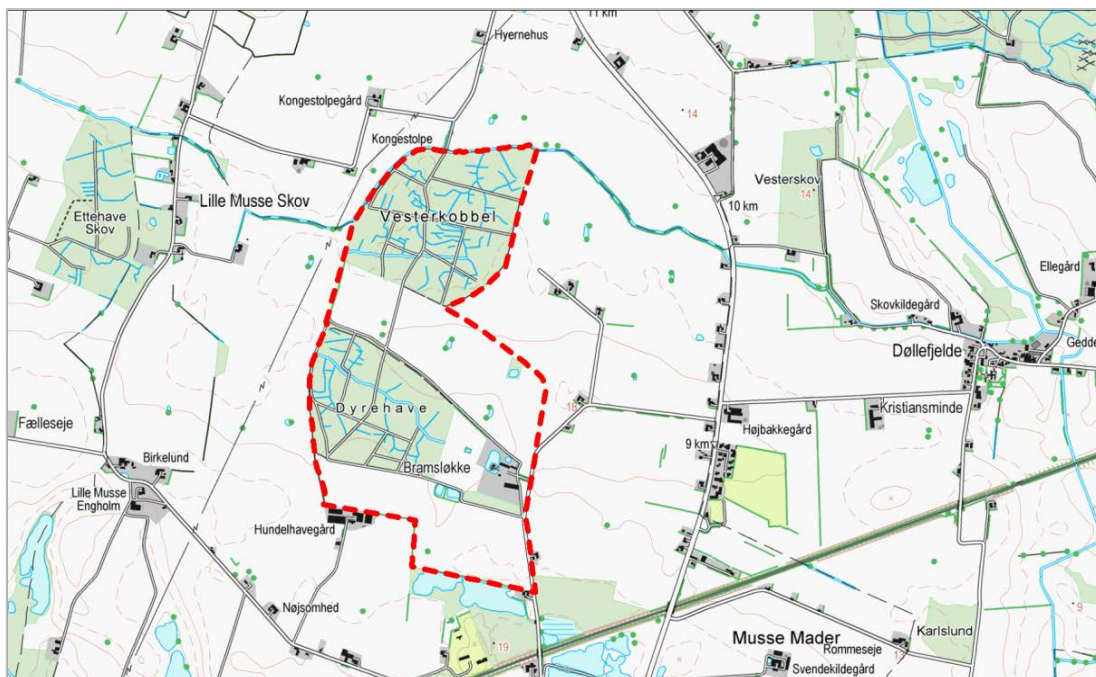 11 km
Hyernehus
Kongestolpegård
14
Kongestolpe
Vesterskov
14
Lille Musse Skov
10 km
Ettehave
Skov
Vesterkobbel
Ellegård
Skovkildegård
Døllefjelde
Gedde
Dyrehave
18
Kristiansminde
Fælleseje
Højbakkegård
9 km
Birkelund
Bramsløkke
Lille Musse
Engholm
Hundelhavegård
Nøjsomhed
9
Karlslund
Musse Mader
19
Rommeseje
Svendekildegård